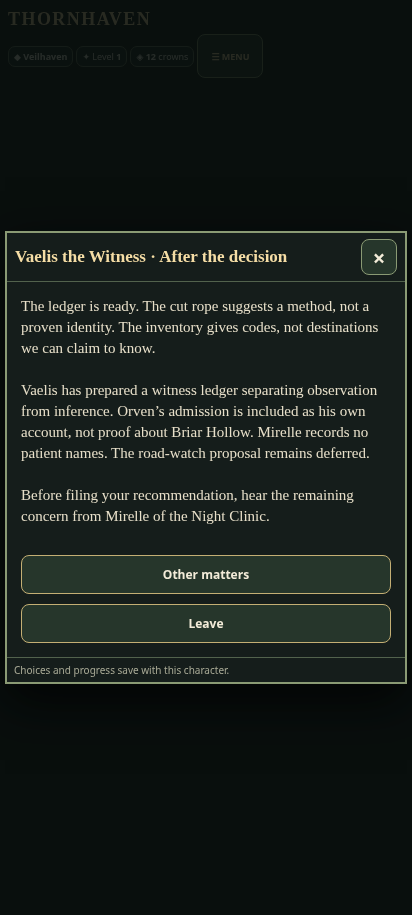 THORNHAVEN
◆ Veilhaven ✦ Level 1 ◈ 12 crowns ☰ MENU
Vaelis the Witness · After the decision ×
The ledger is ready. The cut rope suggests a method, not a
proven identity. The inventory gives codes, not destinations
we can claim to know.
Vaelis has prepared a witness ledger separating observation
from inference. Orven’s admission is included as his own
account, not proof about Briar Hollow. Mirelle records no
patient names. The road-watch proposal remains deferred.
Before filing your recommendation, hear the remaining
concern from Mirelle of the Night Clinic.
Other matters
Leave
Choices and progress save with this character.